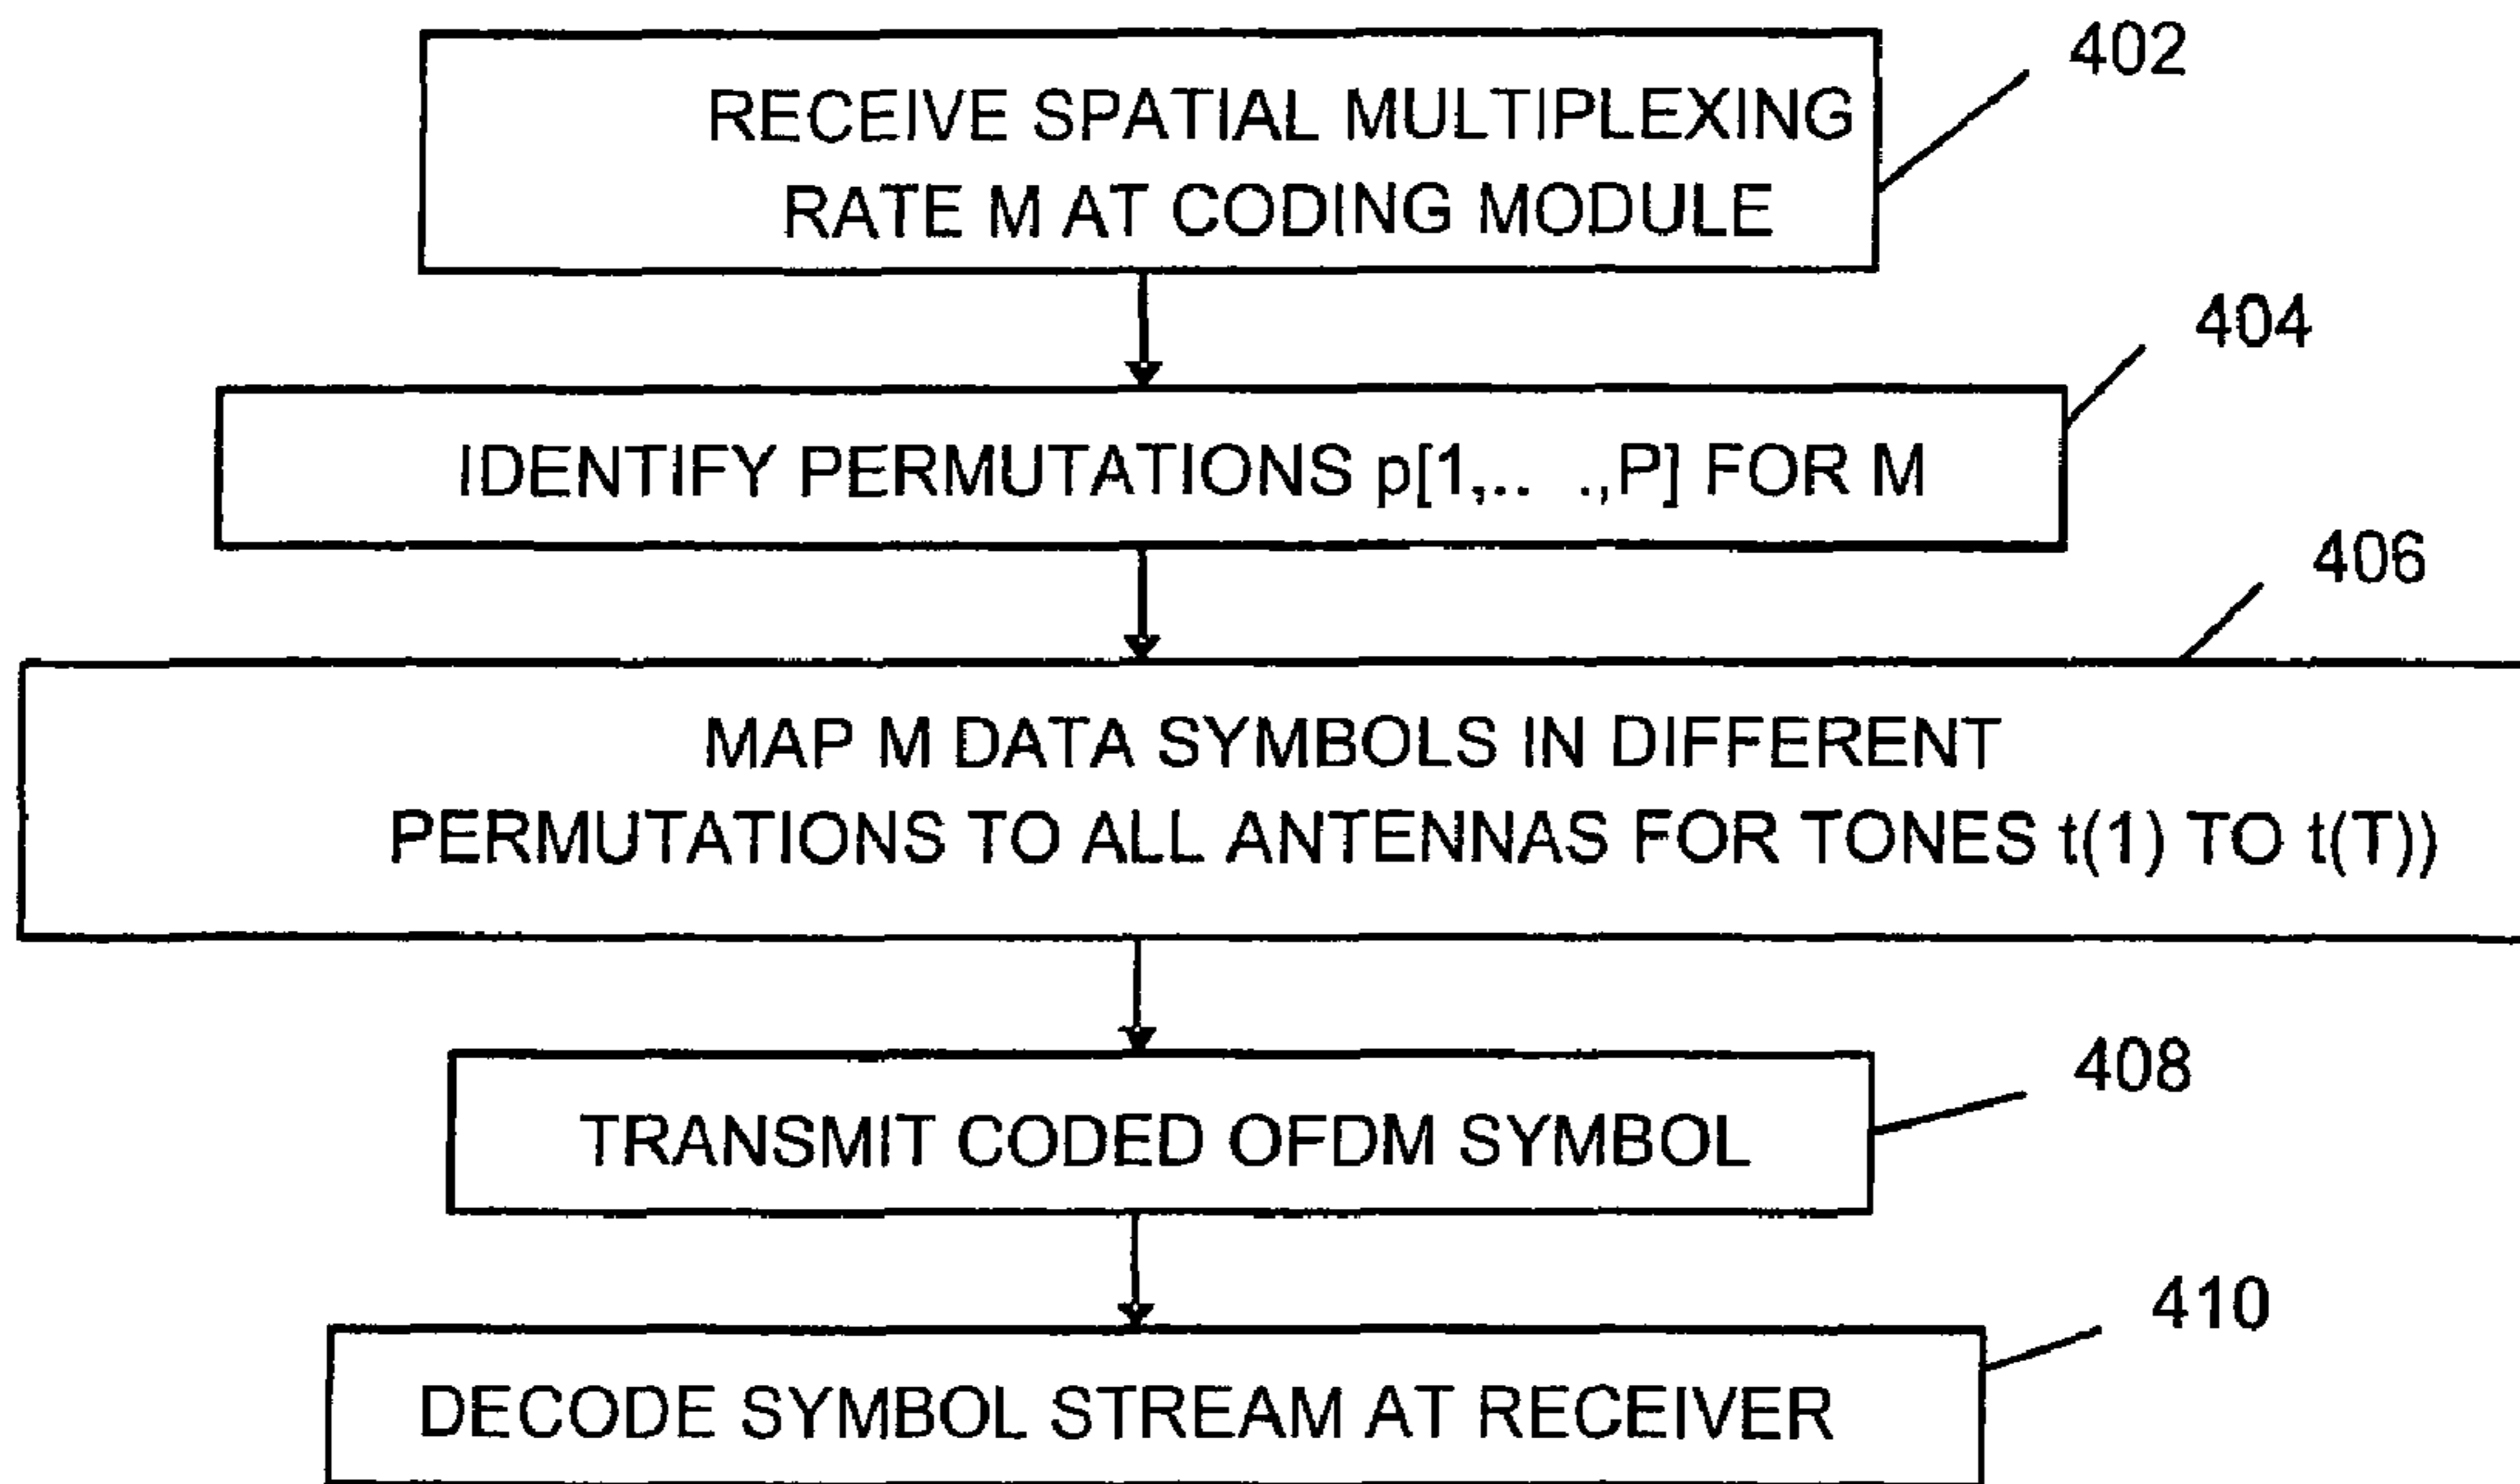 402
RECEIVE SPATIAL MULTIPLEXING
RATE M AT CODING MODULE
404
IDENTIFY PERMUTATIONS p[1,.. .,P] FOR M
406
MAP M DATA SYMBOLS IN DIFFERENT
PERMUTATIONS TO ALL ANTENNAS FOR TONES t(1) TO t(T))
408
TRANSMIT CODED OFDM SYMBOL
410
DECODE SYMBOL STREAM AT RECEIVER